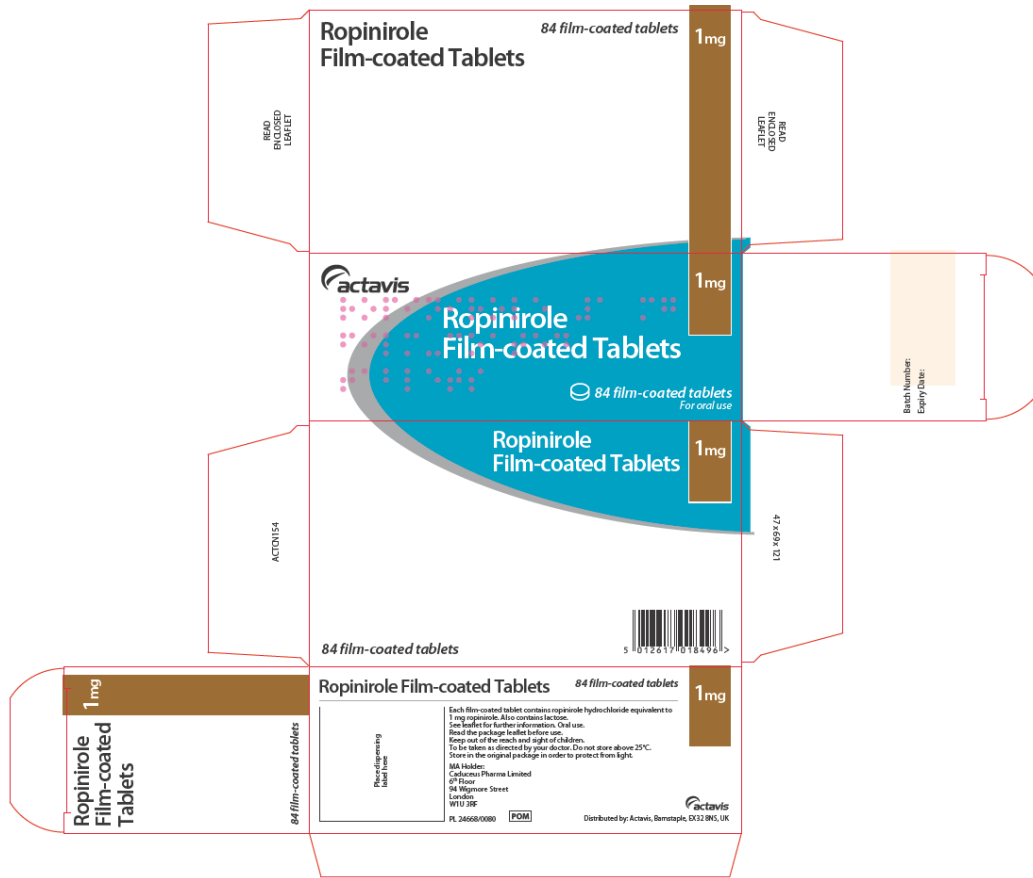 Ropinirole
Film-coated Tablets
84 film-coated tablets
1mg
READ
ENCLOSED
LEAFLET
READ
ENCLOSED
LEAFLET
actavis
1mg
Ropinirole
Film-coated Tablets
84 film-coated tablets
For oral use
Batch Number:
Expiry Date:
Ropinirole
Film-coated Tablets
1mg
ACTCN154
47 x 69 x 121
84 film-coated tablets
5 012617 018496 >
1mg
Ropinirole
Film-coated
Tablets
84 film-coated tablets
Ropinirole Film-coated Tablets
84 film-coated tablets
1mg
Place dispensing
label here
Each film-coated tablet contains ropinirole hydrochloride equivalent to
1 mg ropinirole. Also contains lactose.
See leaflet for further information. Oral use.
Read the package leaflet before use.
Keep out of the reach and sight of children.
To be taken as directed by your doctor. Do not store above 25°C.
Store in the original package in order to protect from light.
MA Holder:
Caduceus Pharma Limited
6th Floor
94 Wigmore Street
London
W1U 3RF
PL 24668/0080
POM
actavis
Distributed by: Actavis, Barnstaple, EX32 8NS, UK